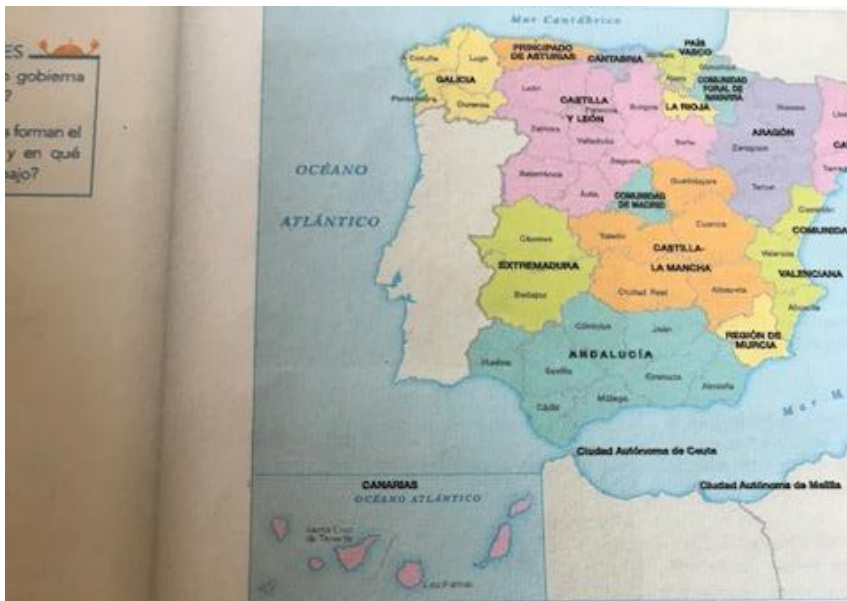 ES
gobierna
?
forman el
y en qué
bajo?
Mar Cantábrico
OCÉANO
ATLÁNTICO
A Coruña
Lugo
Pontevedra
Ourense
GALICIA
PRINCIPADO
DE ASTURIAS
CANTABRIA
PAÍS
VASCO
COMUNIDAD
FORAL DE
NAVARRA
LA RIOJA
León
CASTILLA
Y LEÓN
Palencia
Burgos
Zamora
Valladolid
Soria
Segovia
Salamanca
Ávila
Huesca
ARAGÓN
Zaragoza
Teruel
CA
Tarrag
COMUNIDAD
DE MADRID
Guadalajara
Toledo
Cuenca
CASTILLA-
LA MANCHA
Ciudad Real
Albacete
Cáceres
EXTREMADURA
Badajoz
Castellón
COMUNIDA
Valencia
VALENCIANA
Alicante
REGIÓN DE
MURCIA
Córdoba
Jaén
ANDALUCÍA
Huelva
Sevilla
Granada
Almería
Málaga
Cádiz
Mar M
Ciudad Autónoma de Ceuta
Ciudad Autónoma de Melilla
CANARIAS
OCÉANO ATLÁNTICO
Santa Cruz
de Tenerife
Las Palmas